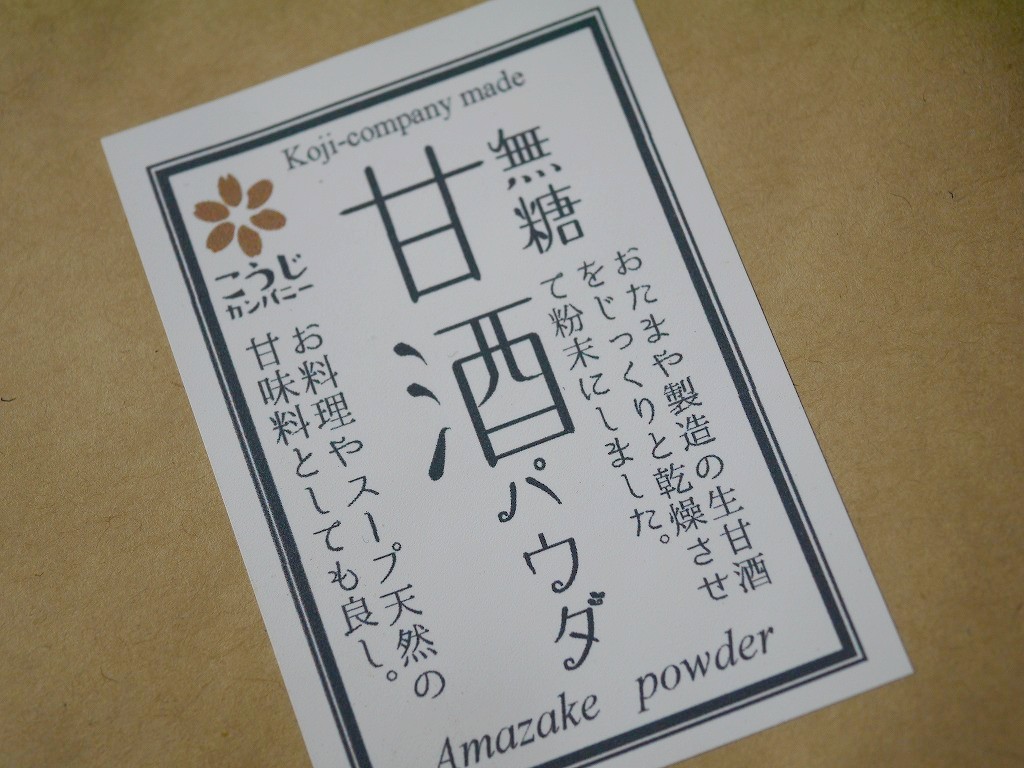 Koji-company made
無糖
甘酒パウダ
おたまや製造の生甘酒
をじっくりと乾燥させ
て粉末にしました。
こうじ
カンパニー
お料理やスープ天然の
甘味料としても良し。
Amazake powder